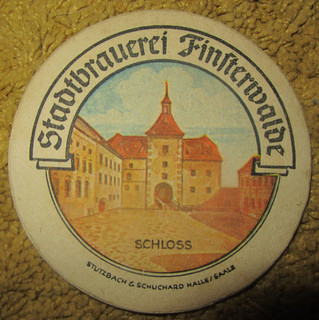 Stadtbrauerei Finsterwalde
SCHLOSS
STUTZBACH & SCHUCHARD HALLE/SAALE